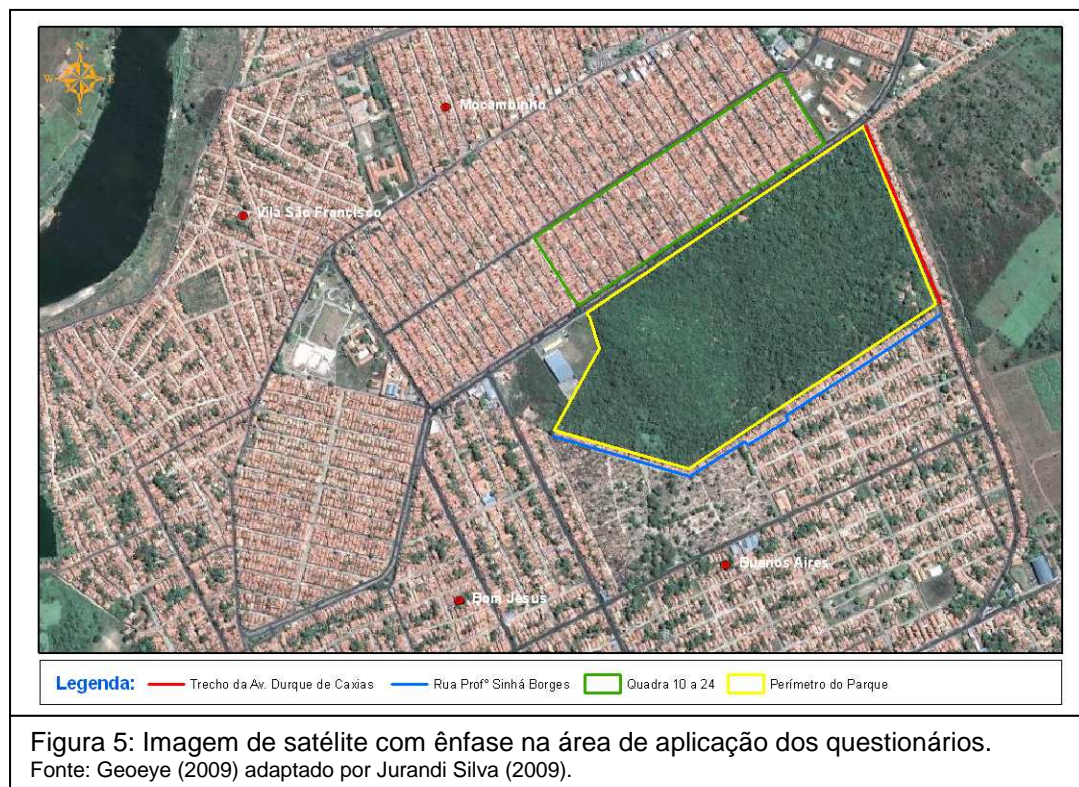 N
W E
S
Mocambinho
Vila São Francisco
Buenos Aires
Bom Jesus
Legenda: Trecho da Av. Durque de Caxias Rua Profº Sinhá Borges Quadra 10 a 24 Perímetro do Parque
Figura 5: Imagem de satélite com ênfase na área de aplicação dos questionários.
Fonte: Geoeye (2009) adaptado por Jurandi Silva (2009).